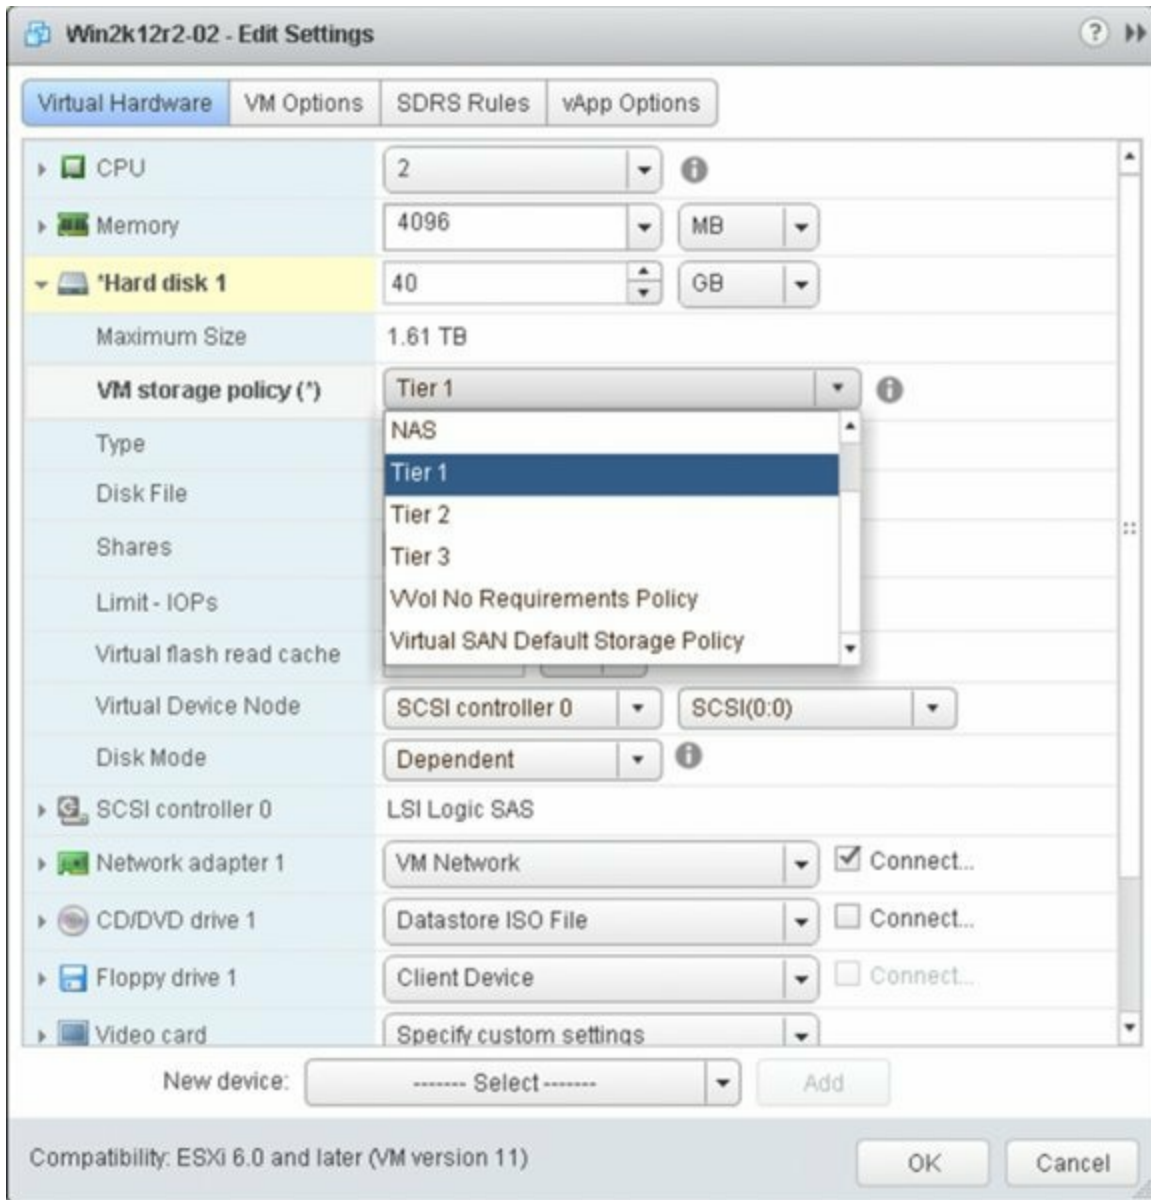 Win2k12r2-02 - Edit Settings
Virtual Hardware VM Options SDRS Rules vApp Options
CPU 2
Memory 4096 MB
*Hard disk 1 40 GB
Maximum Size 1.61 TB
VM storage policy (*) Tier 1
NAS
Type
Tier 1
Disk File
Tier 2
Shares
Tier 3
Limit - IOPs
VVol No Requirements Policy
Virtual flash read cache
Virtual SAN Default Storage Policy
Virtual Device Node SCSI controller 0 SCSI(0:0)
Disk Mode Dependent
SCSI controller 0 LSI Logic SAS
Network adapter 1 VM Network Connect...
CD/DVD drive 1 Datastore ISO File Connect...
Floppy drive 1 Client Device Connect...
Video card Specify custom settings
New device: ------- Select ------- Add
Compatibility: ESXi 6.0 and later (VM version 11) OK Cancel